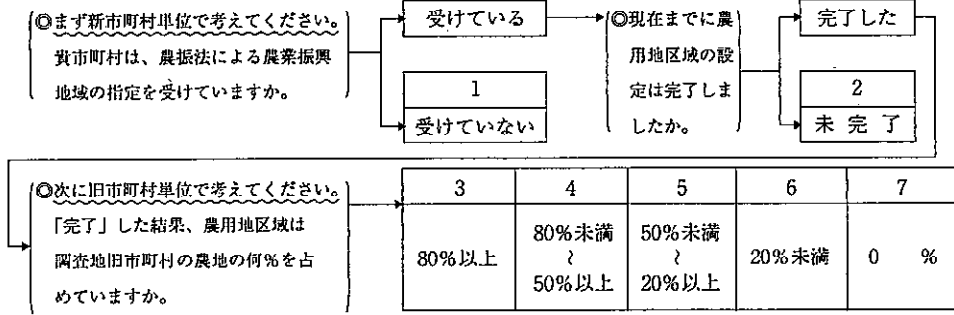 ◎まず新市町村単位で考えてください。
貴市町村は、農振法による農業振興
地域の指定を受けていますか。
受けている
1
受けていない
◎現在までに農
用地区域の設
定は完了しま
したか。
完了した
2
未完了
◎次に旧市町村単位で考えてください。
「完了」した結果、農用地区域は
調査地旧市町村の農地の何%を占
めていますか。
3 4 5 6 7
80%以上
80%未満
~
50%以上
50%未満
~
20%以上
20%未満
0 %